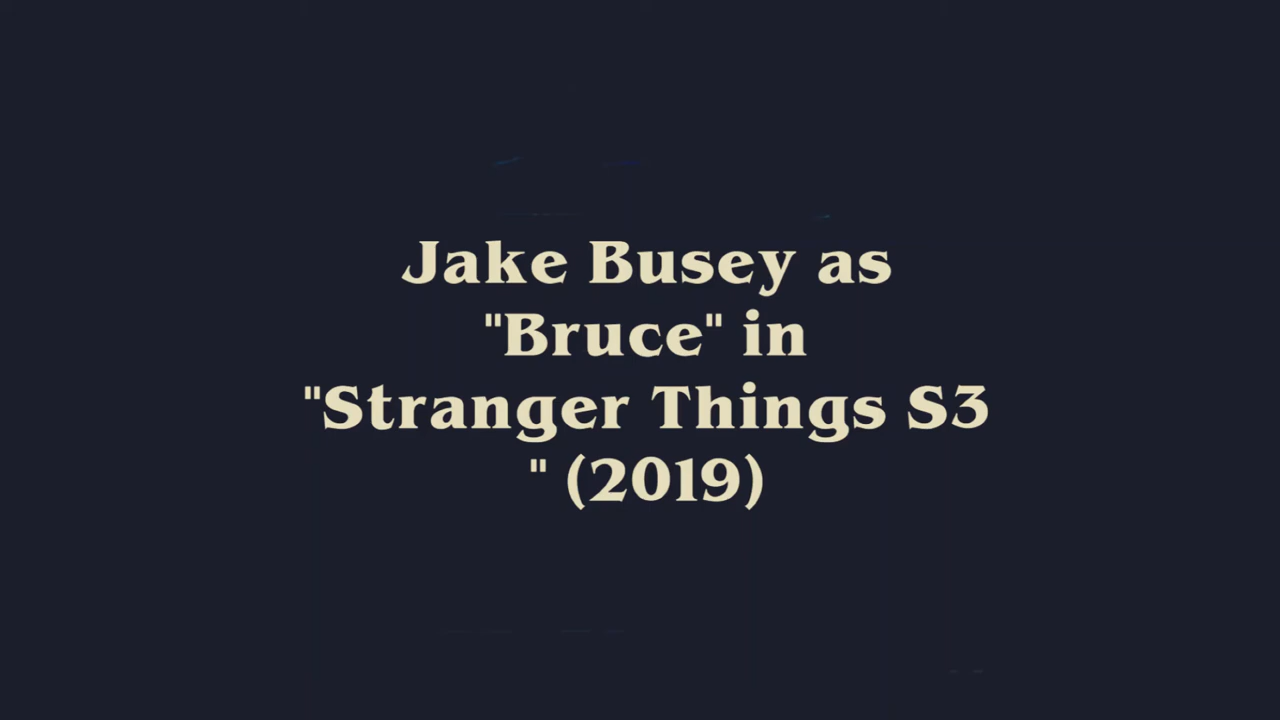 Jake Busey as
"Bruce" in
"Stranger Things S3
" (2019)